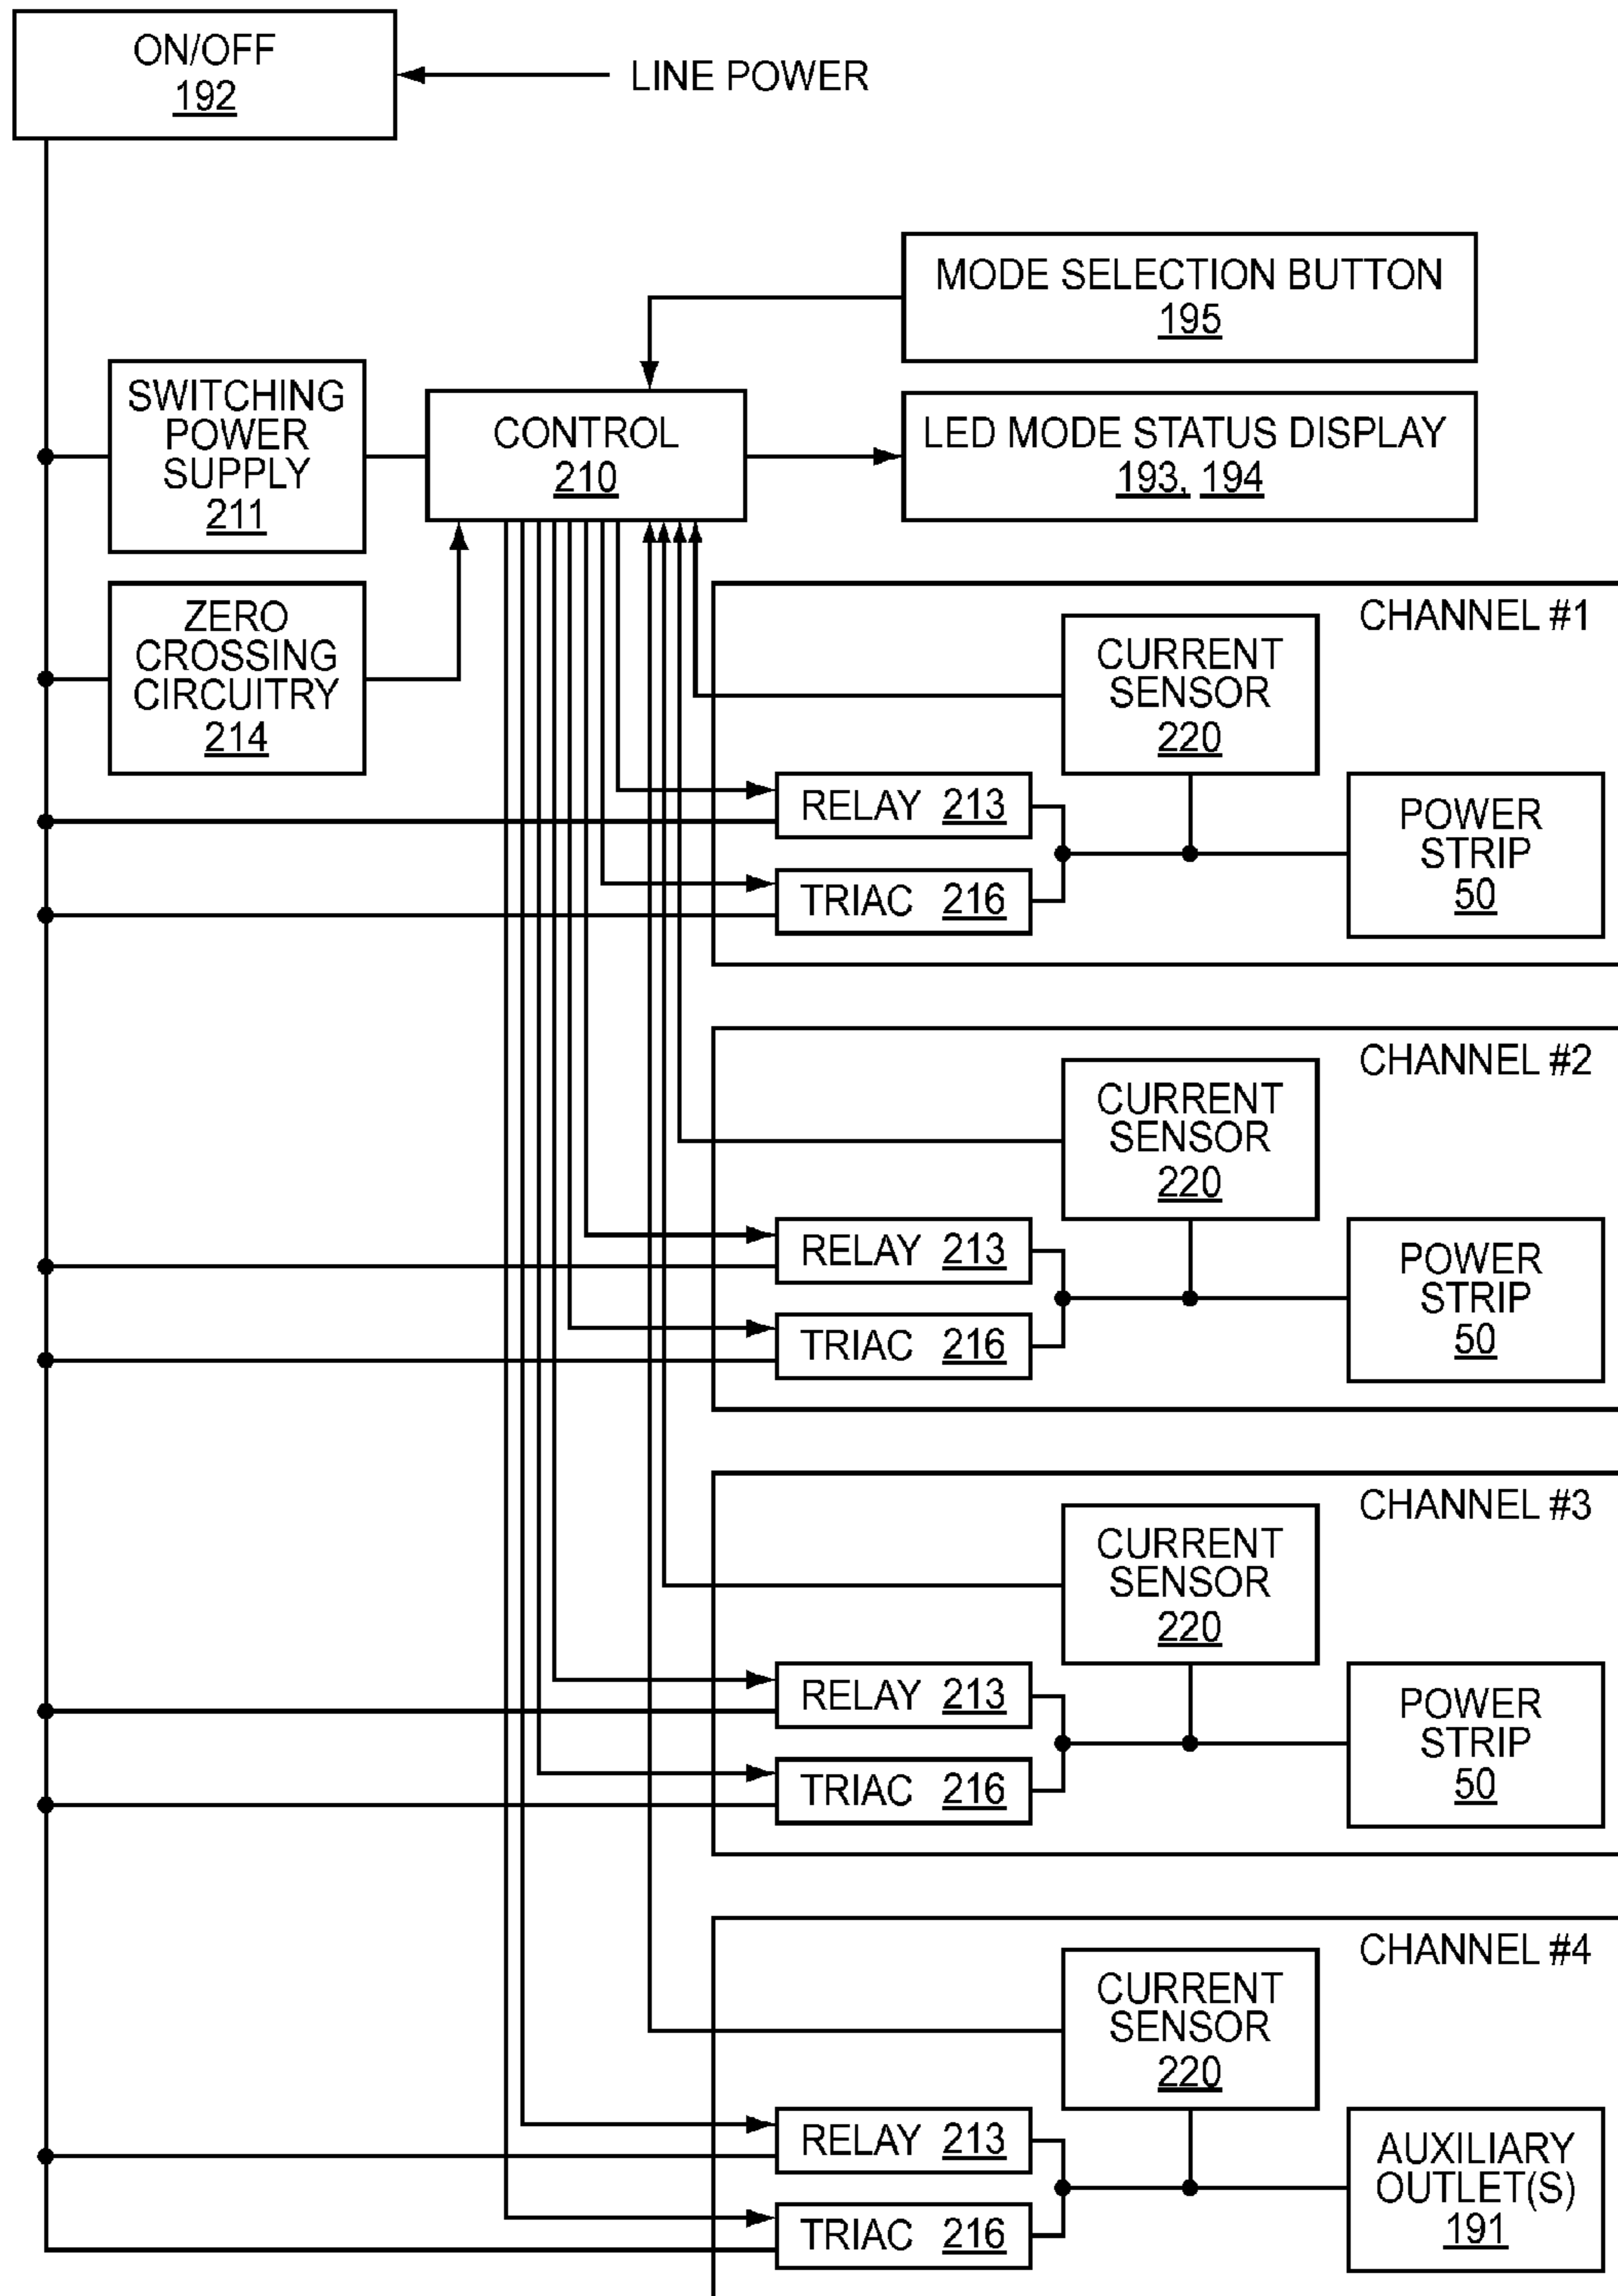 ON/OFF
192
LINE POWER
MODE SELECTION BUTTON
195
SWITCHING
POWER
SUPPLY
211
CONTROL
210
LED MODE STATUS DISPLAY
193, 194
ZERO
CROSSING
CIRCUITRY
214
CHANNEL #1
CURRENT
SENSOR
220
RELAY 213
TRIAC 216
POWER
STRIP
50
CHANNEL #2
CURRENT
SENSOR
220
RELAY 213
TRIAC 216
POWER
STRIP
50
CHANNEL #3
CURRENT
SENSOR
220
RELAY 213
TRIAC 216
POWER
STRIP
50
CHANNEL #4
CURRENT
SENSOR
220
RELAY 213
TRIAC 216
AUXILIARY
OUTLET(S)
191